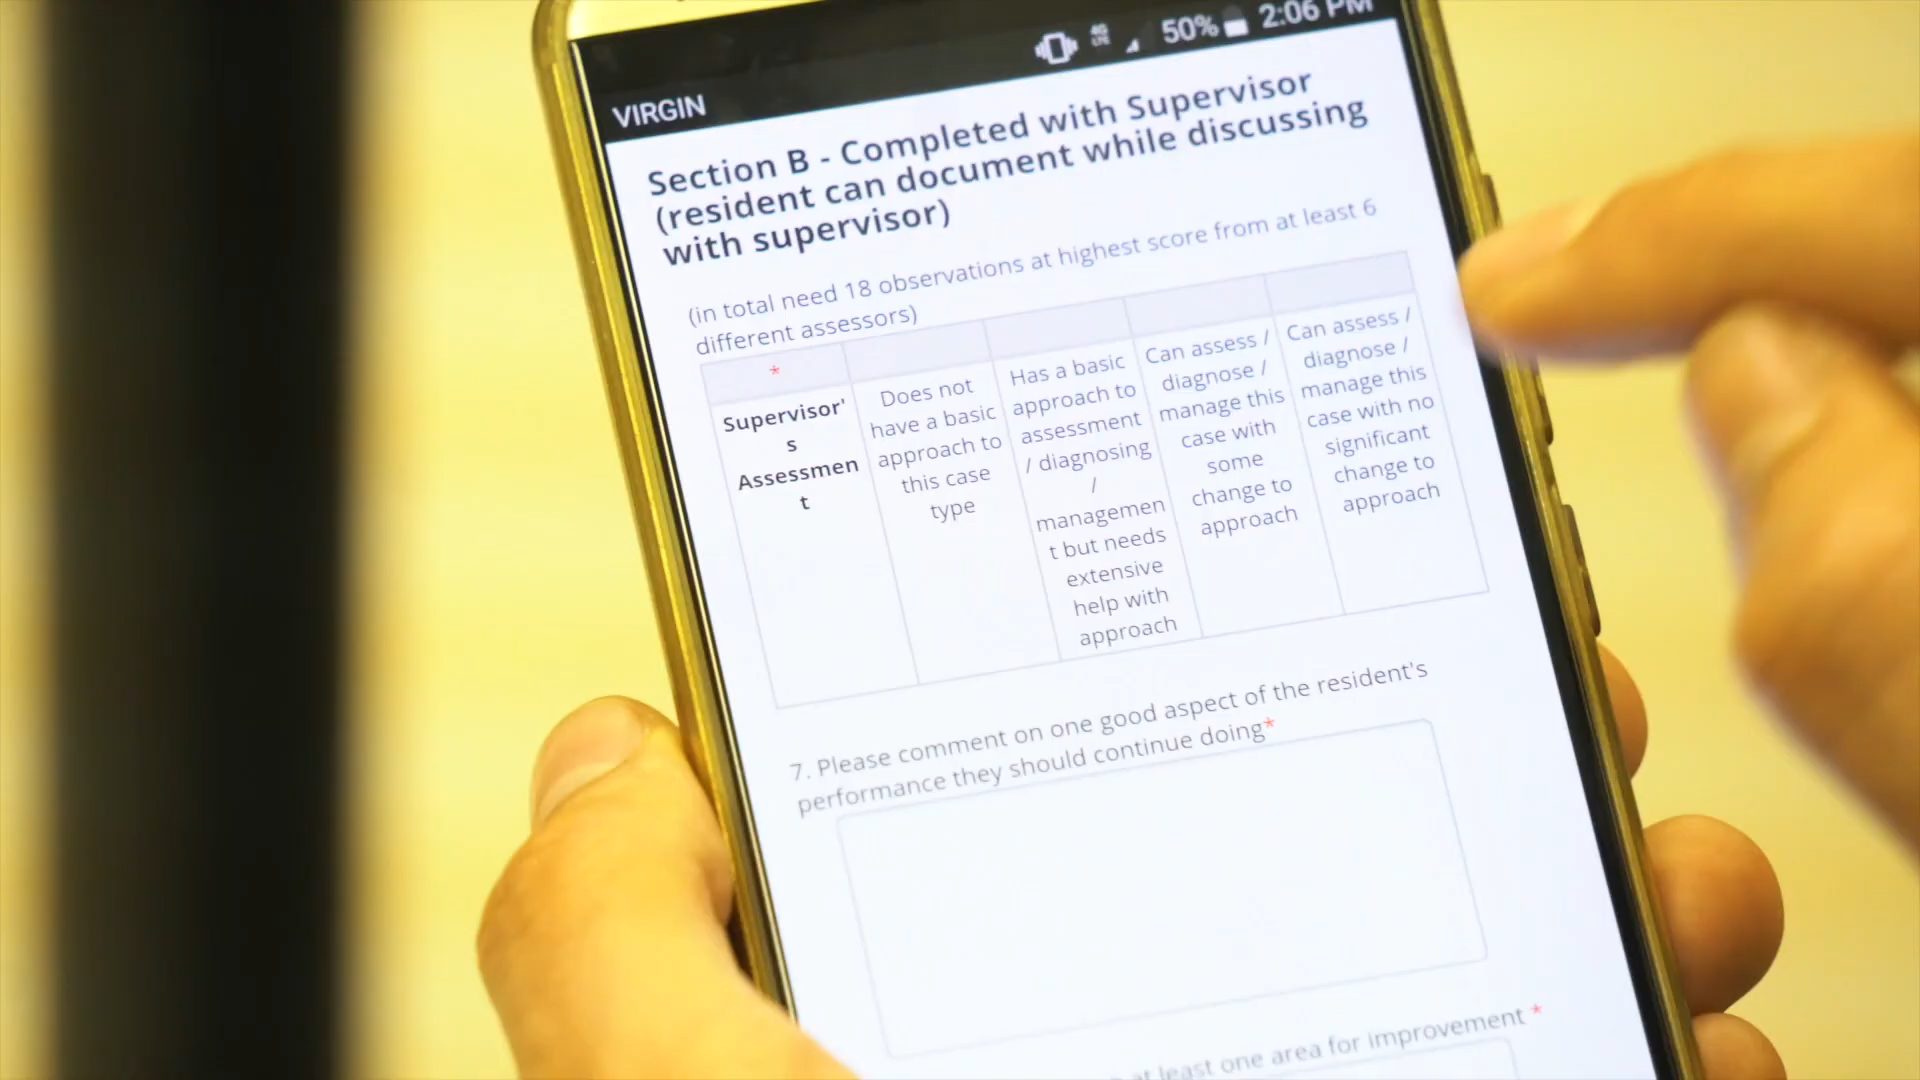 4G
LTE
50%
2:06 PM
VIRGIN
Section B - Completed with Supervisor
(resident can document while discussing
with supervisor)
(in total need 18 observations at highest score from at least 6
different assessors)
*
Supervisor'
s
Assessmen
t
Does not
have a basic
approach to
this case
type
Has a basic
approach to
assessment
/ diagnosing
/
managemen
t but needs
extensive
help with
approach
Can assess /
diagnose /
manage this
case with
some
change to
approach
Can assess /
diagnose /
manage this
case with no
significant
change to
approach
7. Please comment on one good aspect of the resident's
performance they should continue doing*
at least one area for improvement *